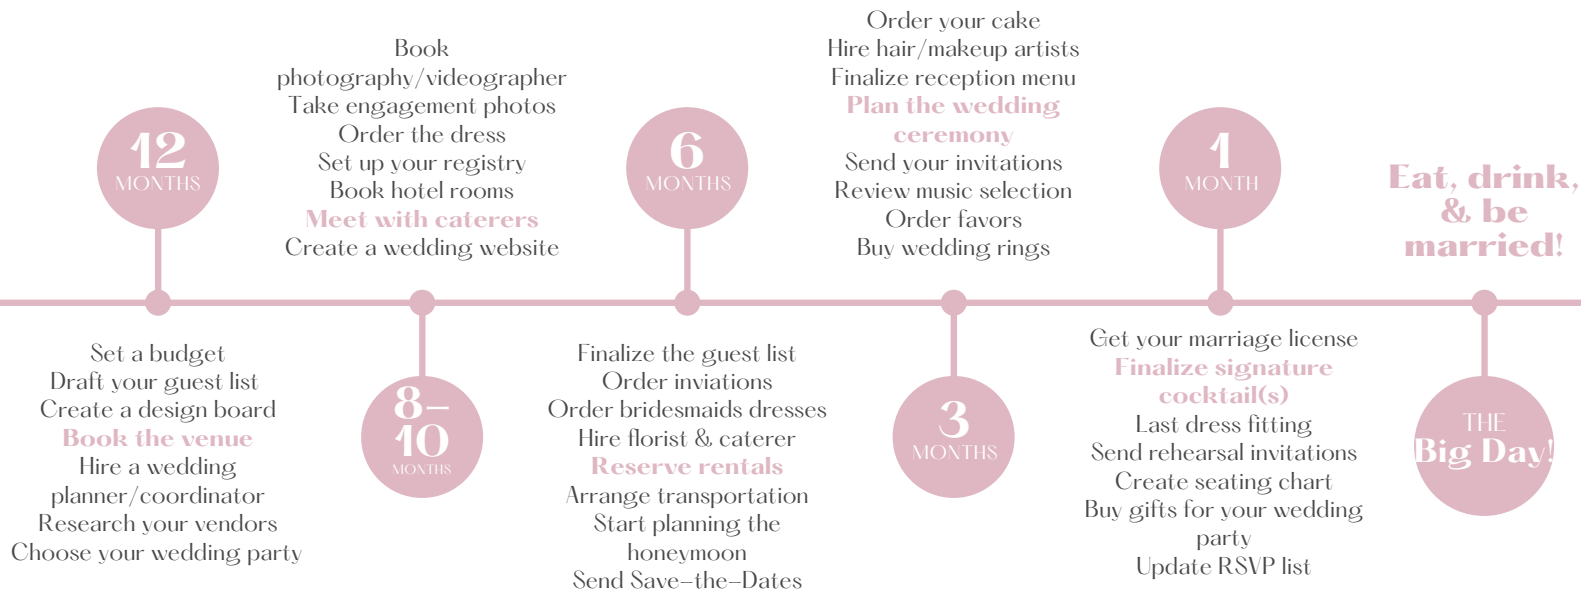 12
MONTHS
Set a budget
Draft your guest list
Create a design board
Book the venue
Hire a wedding
planner/coordinator
Research your vendors
Choose your wedding party
Book
photography/videographer
Take engagement photos
Order the dress
Set up your registry
Book hotel rooms
Meet with caterers
Create a wedding website
8–
10
MONTHS
6
MONTHS
Finalize the guest list
Order inviations
Order bridesmaids dresses
Hire florist & caterer
Reserve rentals
Arrange transportation
Start planning the
honeymoon
Send Save–the–Dates
Order your cake
Hire hair/makeup artists
Finalize reception menu
Plan the wedding
ceremony
Send your invitations
Review music selection
Order favors
Buy wedding rings
3
MONTHS
1
MONTH
Get your marriage license
Finalize signature
cocktail(s)
Last dress fitting
Send rehearsal invitations
Create seating chart
Buy gifts for your wedding
party
Update RSVP list
Eat, drink,
& be
married!
THE
Big Day!